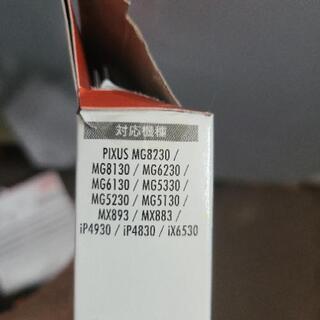 対応機種
PIXUS MG8230 /
MG8130 / MG6230 /
MG6130 / MG5330 /
MG5230 / MG5130 /
MX893 / MX883 /
iP4930 / iP4830 / iX6530